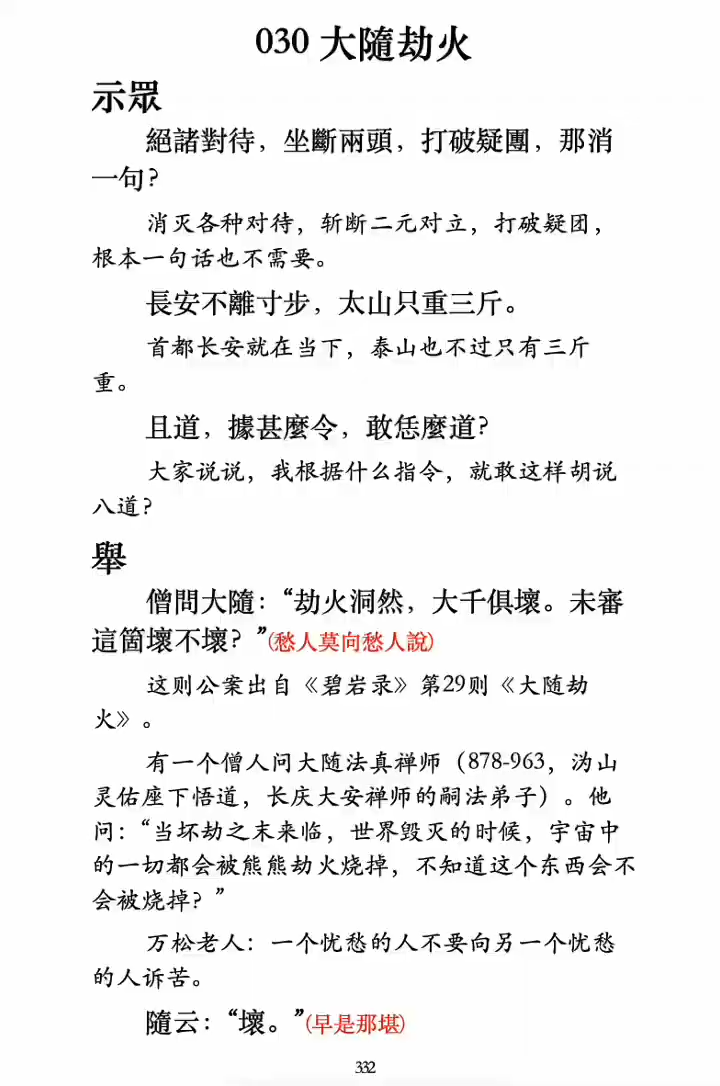 030 大隨劫火
示眾
絕諸對待，坐斷兩頭，打破疑團，那消
一句？
消灭各种对待，斩断二元对立，打破疑团，
根本一句话也不需要。
長安不離寸步，太山只重三斤。
首都长安就在当下，泰山也不过只有三斤
重。
且道，據甚麼令，敢恁麼道？
大家说说，我根据什么指令，就敢这样胡说
八道？
舉
僧問大隨：“劫火洞然，大千俱壞。未審
這箇壞不壞？”(愁人莫向愁人說)
这则公案出自《碧岩录》第29则《大随劫
火》。
有一个僧人问大随法真禅师（878-963，沩山
灵佑座下悟道，长庆大安禅师的嗣法弟子）。他
问：“当坏劫之末来临，世界毁灭的时候，宇宙中
的一切都会被熊熊劫火烧掉，不知道这个东西会不
会被烧掉？”
万松老人：一个忧愁的人不要向另一个忧愁
的人诉苦。
隨云：“壞。”(早是那堪)
332